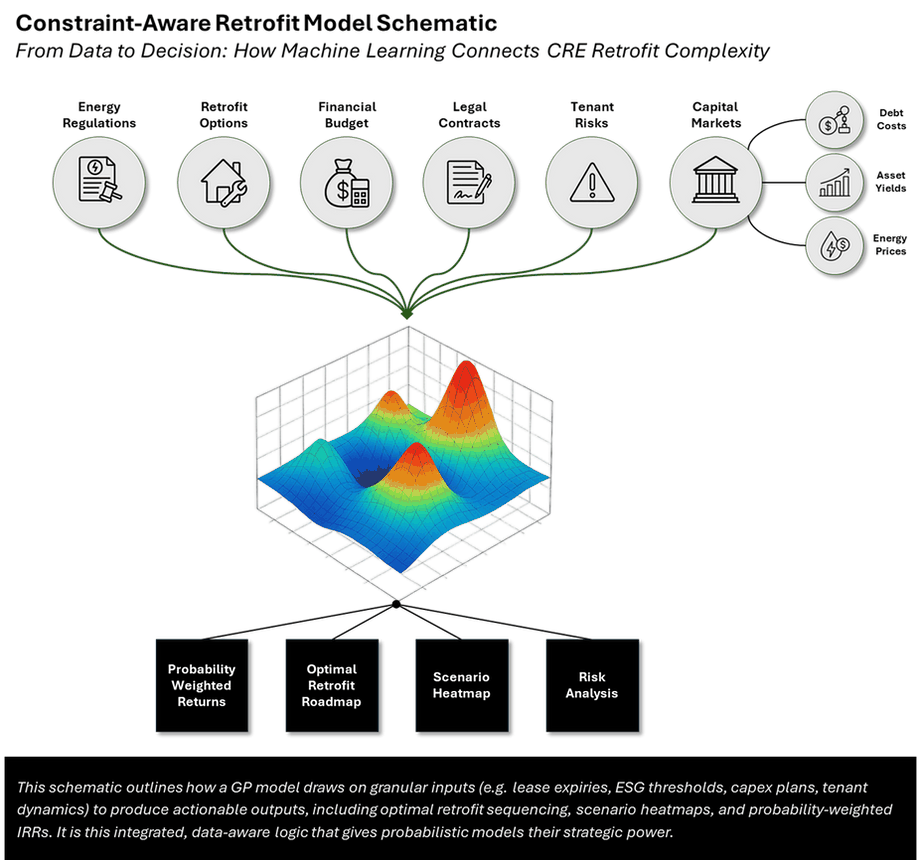 Constraint-Aware Retrofit Model Schematic
From Data to Decision: How Machine Learning Connects CRE Retrofit Complexity
Energy
Regulations
Retrofit
Options
Financial
Budget
Legal
Contracts
Tenant
Risks
Capital
Markets
Debt
Costs
Asset
Yields
Energy
Prices
Probability
Weighted
Returns
Optimal
Retrofit
Roadmap
Scenario
Heatmap
Risk
Analysis
This schematic outlines how a GP model draws on granular inputs (e.g. lease expiries, ESG thresholds, capex plans, tenant
dynamics) to produce actionable outputs, including optimal retrofit sequencing, scenario heatmaps, and probability-weighted
IRRs. It is this integrated, data-aware logic that gives probabilistic models their strategic power.